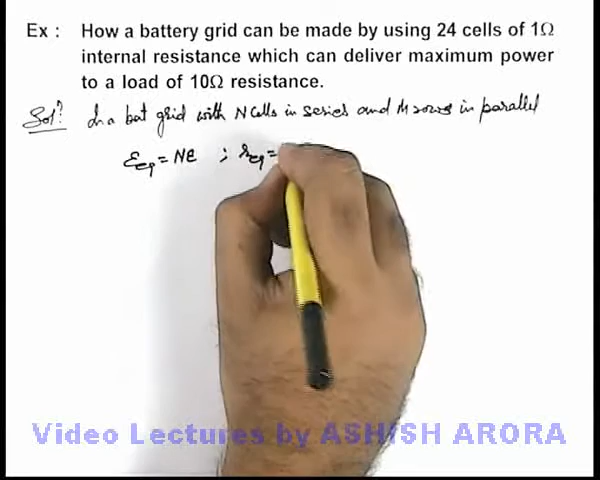 Ex : How a battery grid can be made by using 24 cells of 1Ω
internal resistance which can deliver maximum power
to a load of 10Ω resistance.
Sol? In a bat grid with N Cells in series and M rows in parallel
εeq = Nε ; req =
Video Lectures by ASHISH ARORA